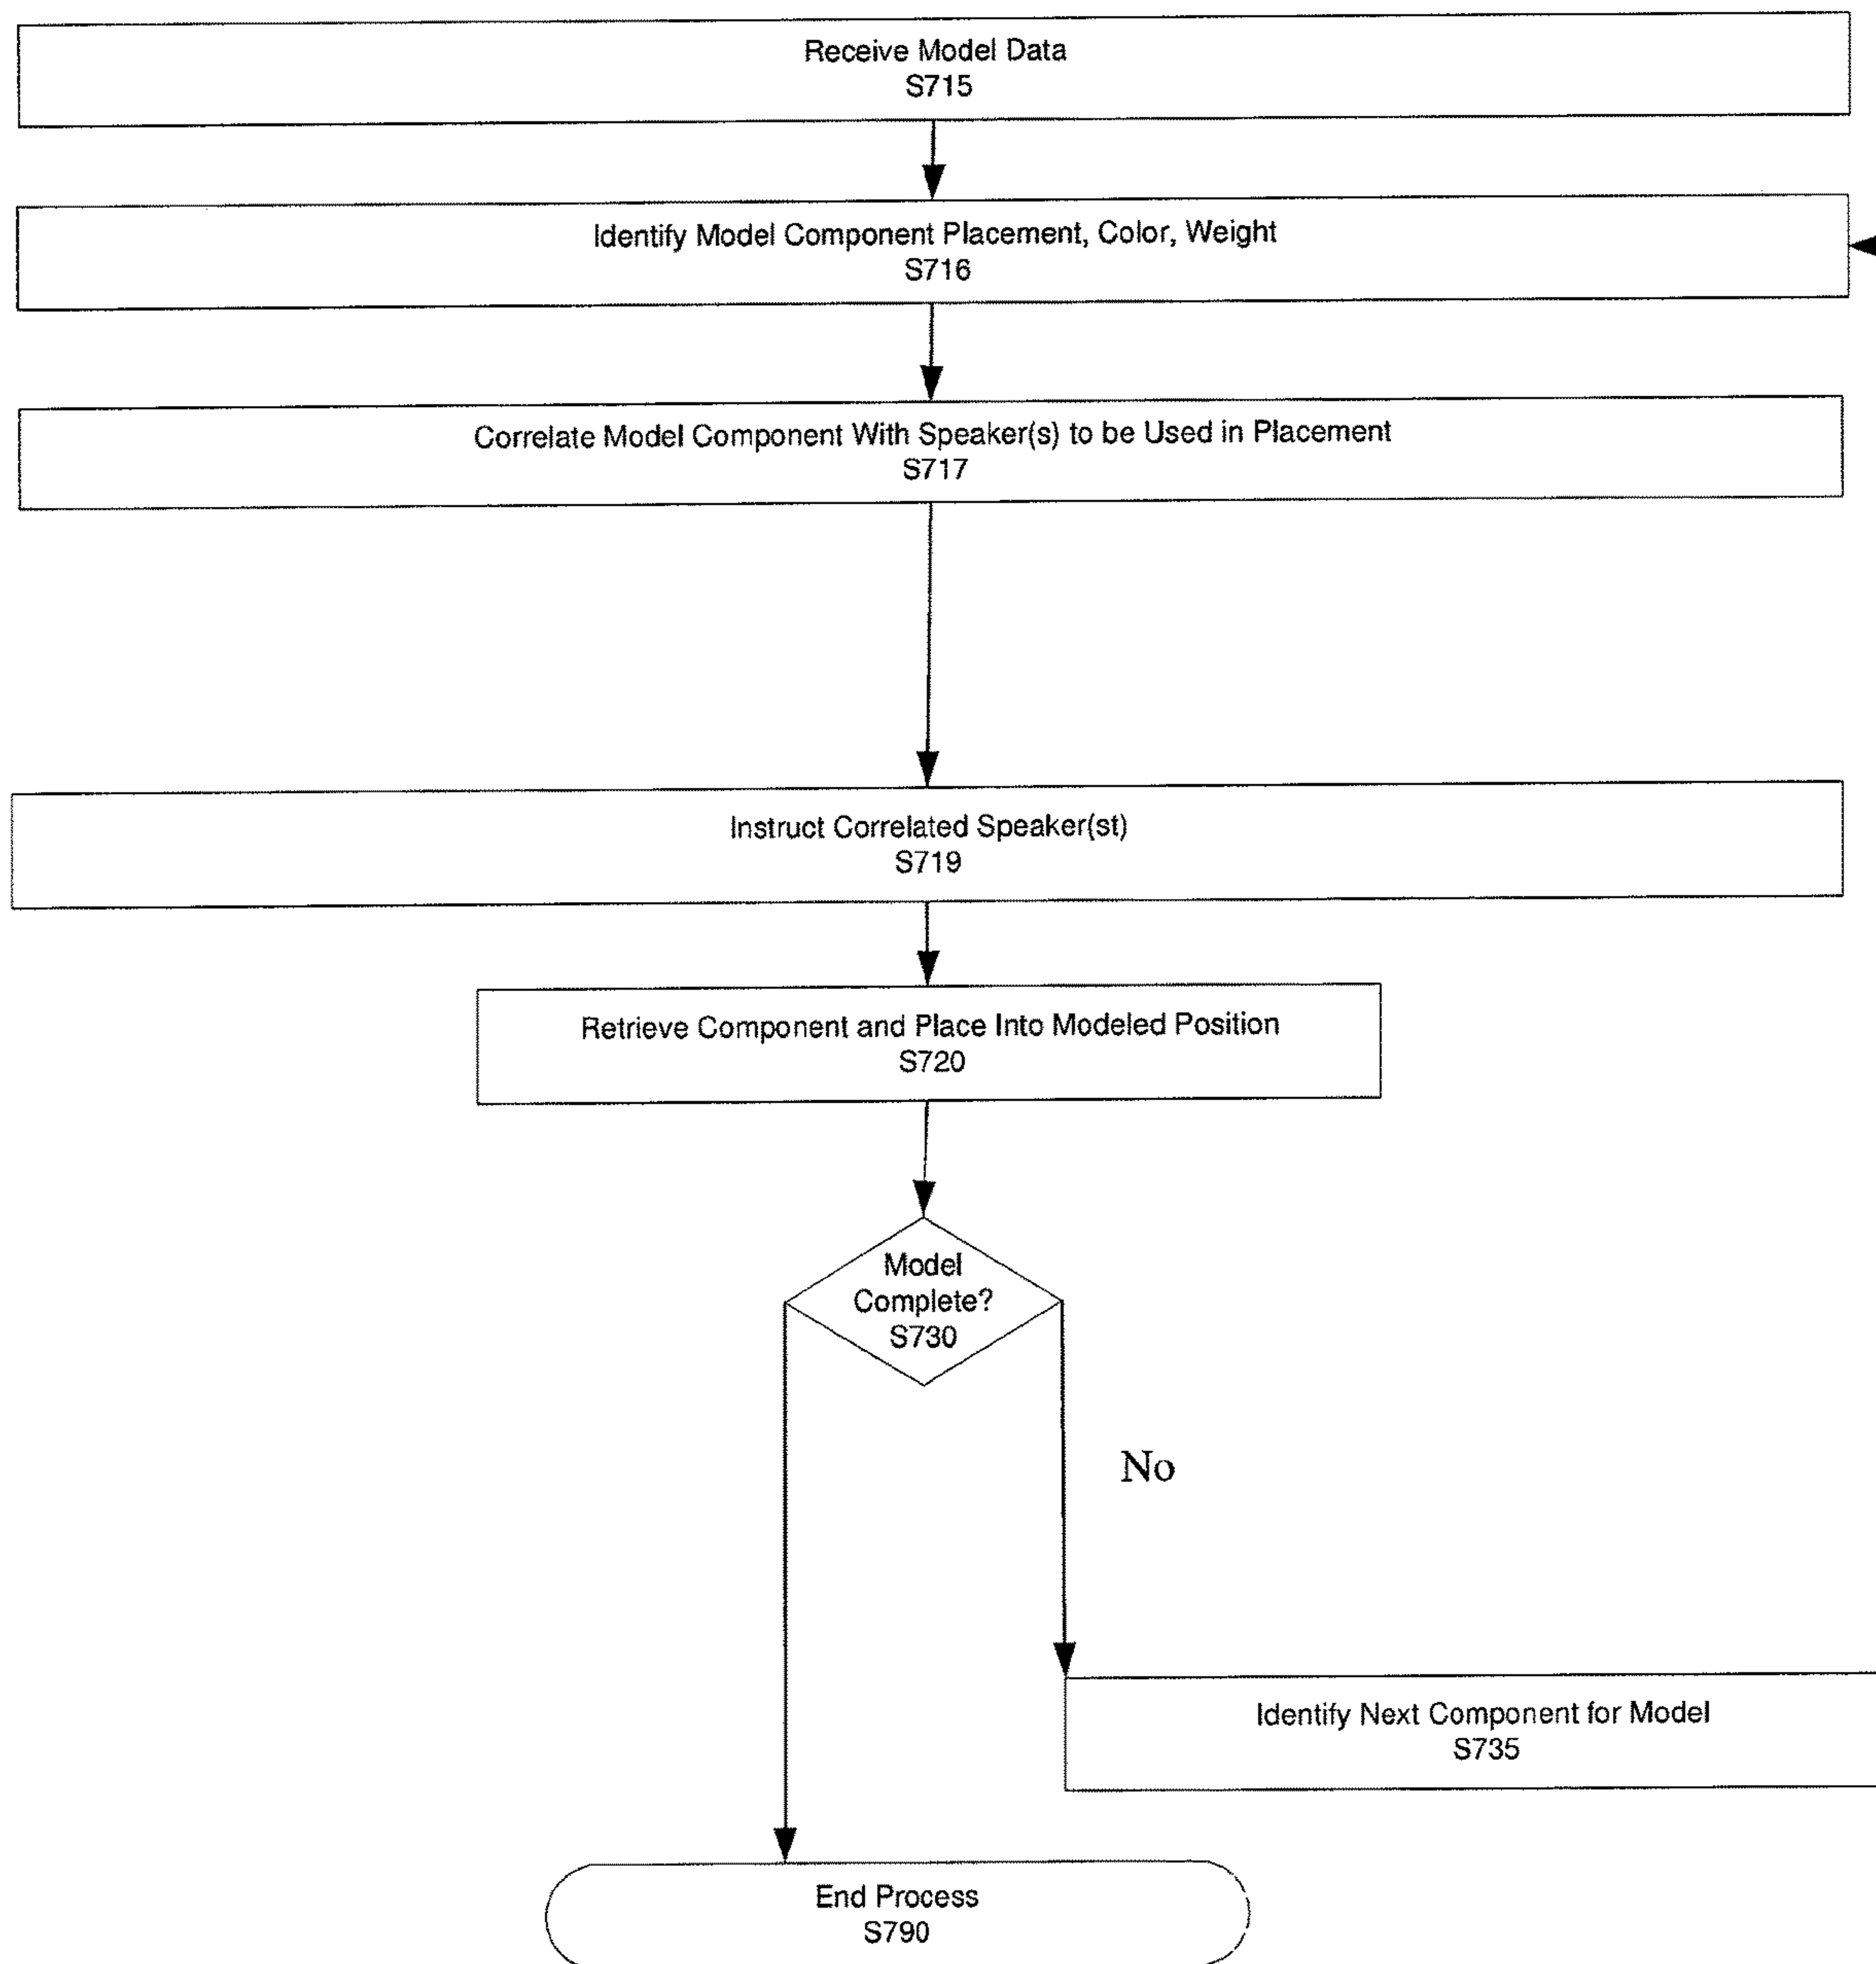 Receive Model Data
S715
Identify Model Component Placement, Color, Weight
S716
Correlate Model Component With Speaker(s) to be Used in Placement
S717
Instruct Correlated Speaker(st)
S719
Retrieve Component and Place Into Modeled Position
S720
Model
Complete?
S730
No
Identify Next Component for Model
S735
End Process
S790